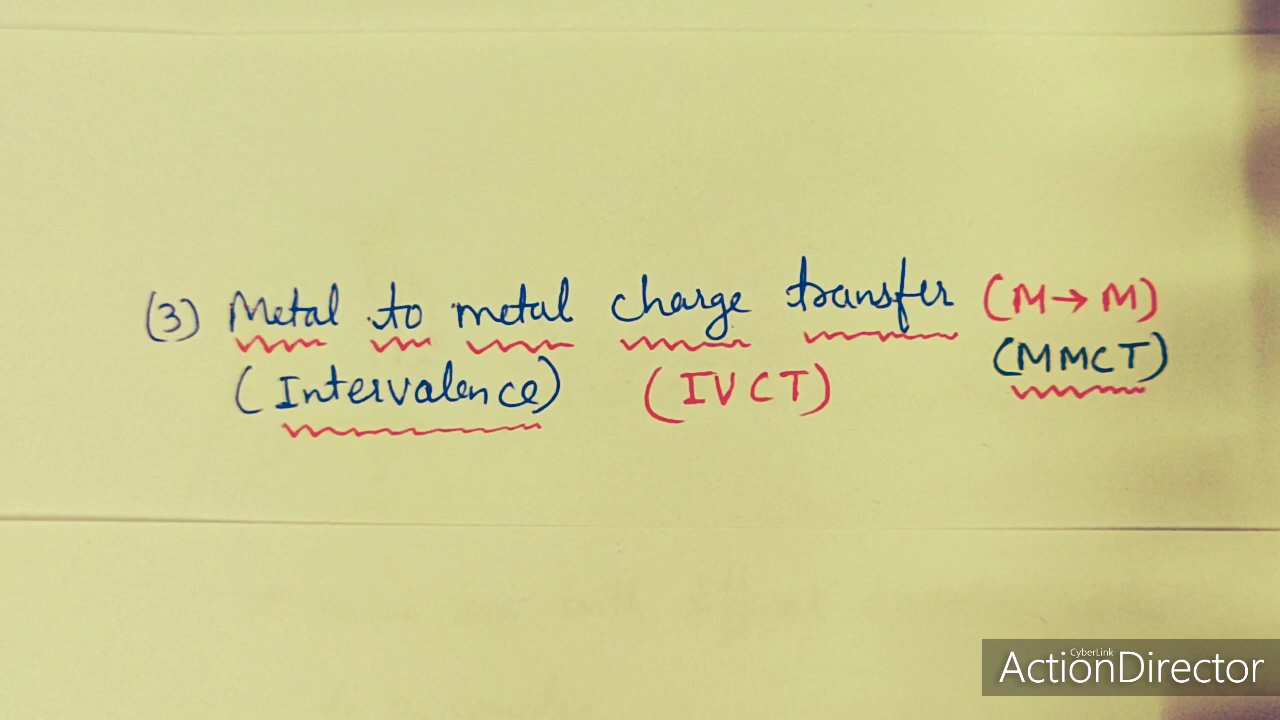 (3) Metal to metal charge transfer (M→M)
(MMCT)
(Intervalence) (IVCT)
CyberLink
ActionDirector